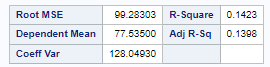 Root MSE 99.28303 R-Square 0.1423
Dependent Mean 77.53500 Adj R-Sq 0.1398
Coeff Var 128.04930